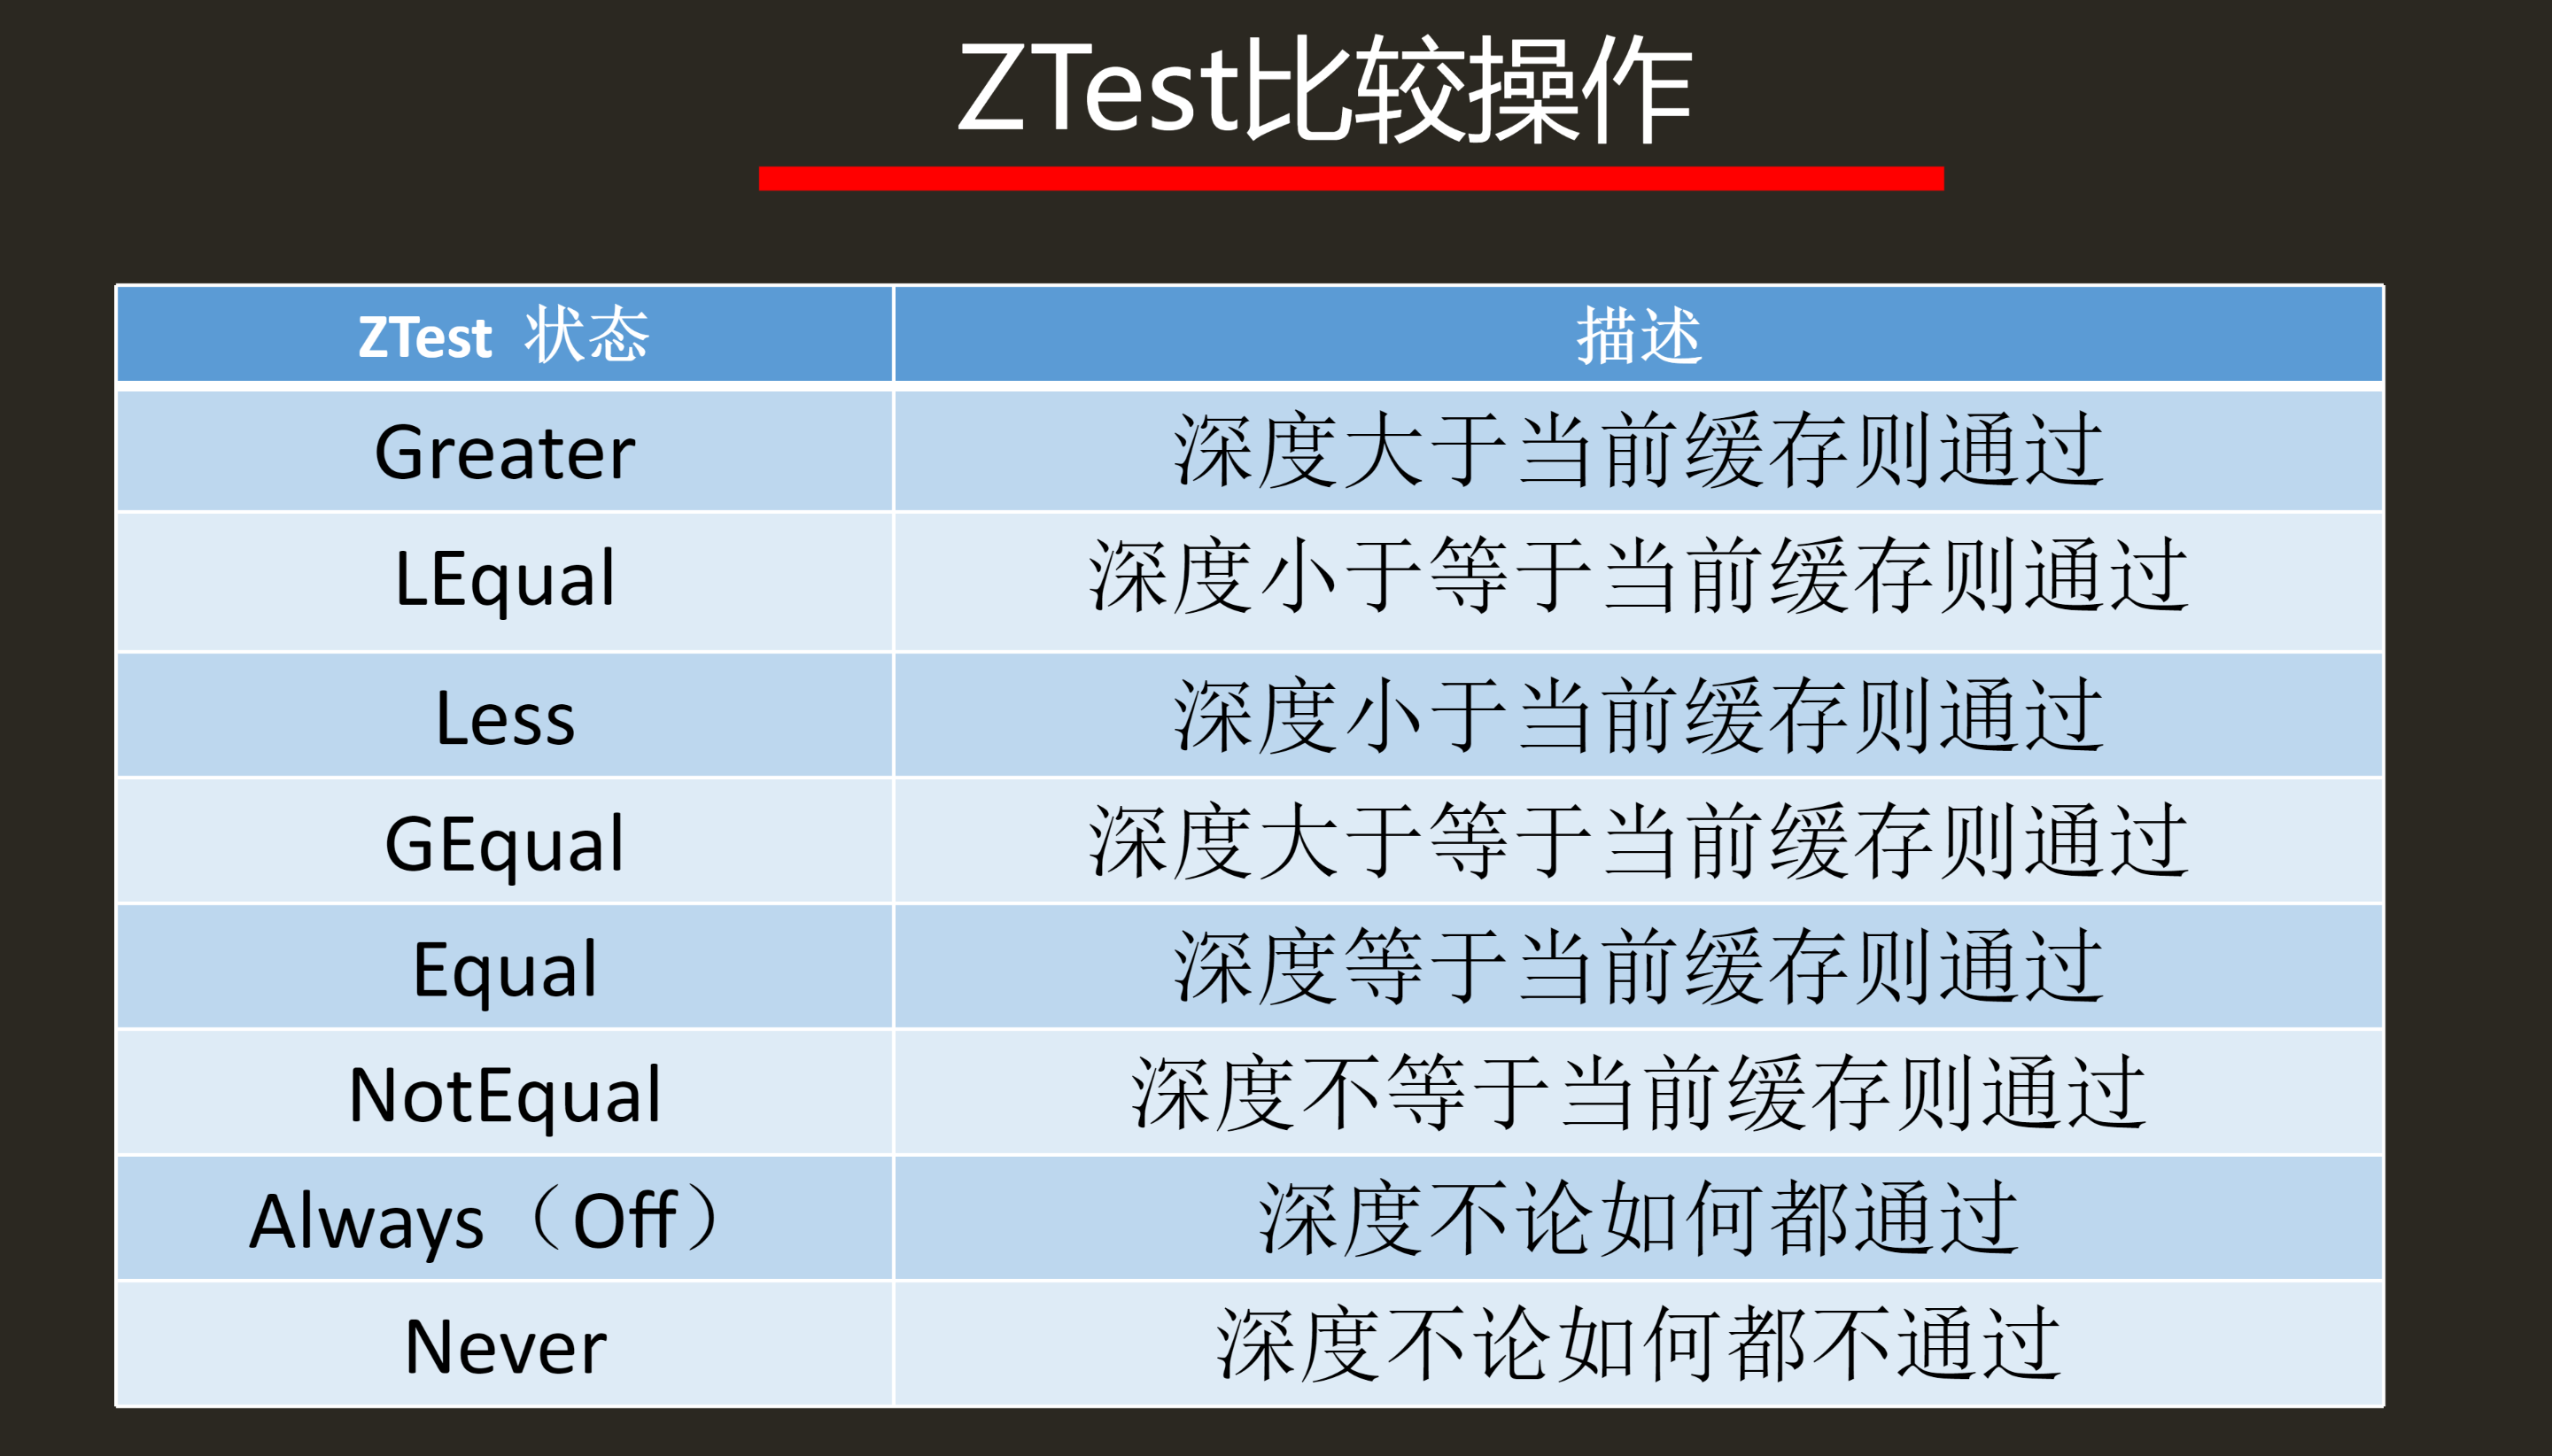 ZTest比较操作
ZTest 状态 描述
Greater 深度大于当前缓存则通过
LEqual 深度小于等于当前缓存则通过
Less 深度小于当前缓存则通过
GEqual 深度大于等于当前缓存则通过
Equal 深度等于当前缓存则通过
NotEqual 深度不等于当前缓存则通过
Always（Off） 深度不论如何都通过
Never 深度不论如何都不通过